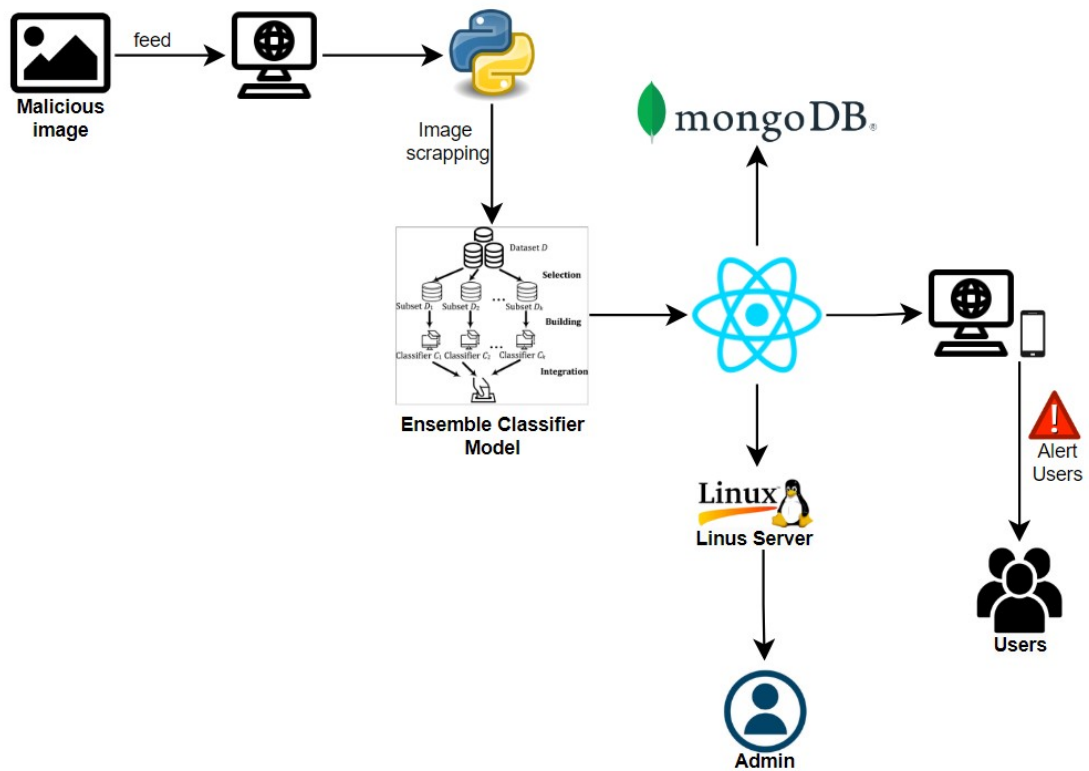 feed
Malicious
image
Image
scrapping
mongoDB®
Dataset D
Selection
Subset D₁ Subset D₂ ... Subset Dₖ
Building
Classifier C₁ Classifier C₂ ... Classifier Cₖ
Integration
Ensemble Classifier
Model
Linux
Linus Server
Alert
Users
Users
Admin